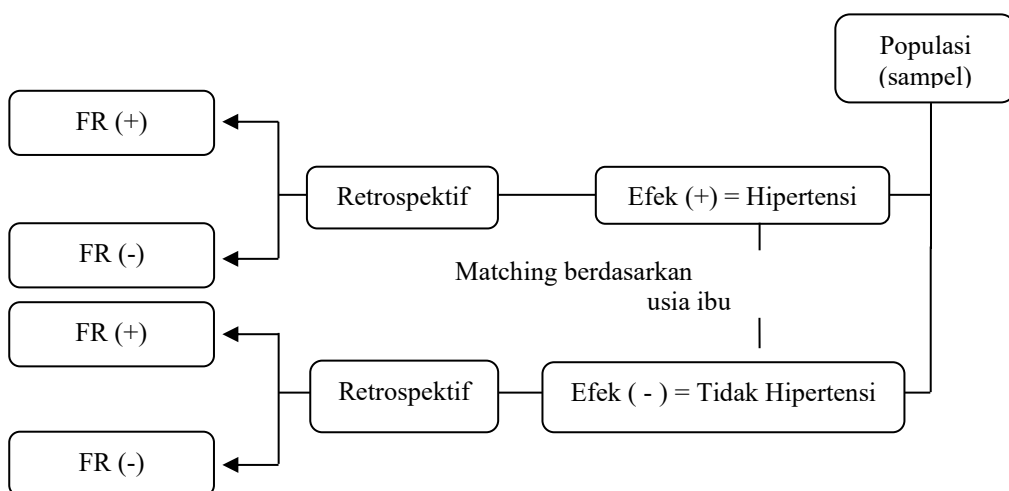 Populasi
(sampel)
FR (+)
Retrospektif
Efek (+) = Hipertensi
FR (-)
Matching berdasarkan
usia ibu
FR (+)
Retrospektif
Efek ( - ) = Tidak Hipertensi
FR (-)